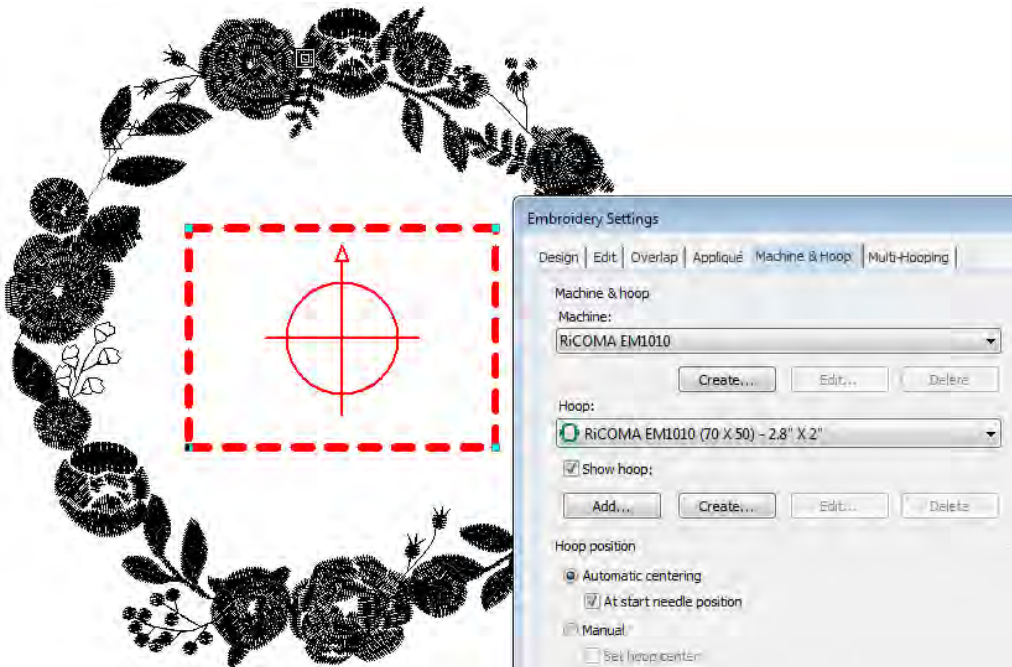 Embroidery Settings
Design Edit Overlap Appliqué Machine & Hoop Multi-Hooping
Machine & hoop
Machine:
RiCOMA EM1010
Create... Edit... Delete
Hoop:
RiCOMA EM1010 (70 X 50) - 2.8" X 2"
Show hoop:
Add... Create... Edit... Delete
Hoop position
Automatic centering
At start needle position
Manual
Set hoop center